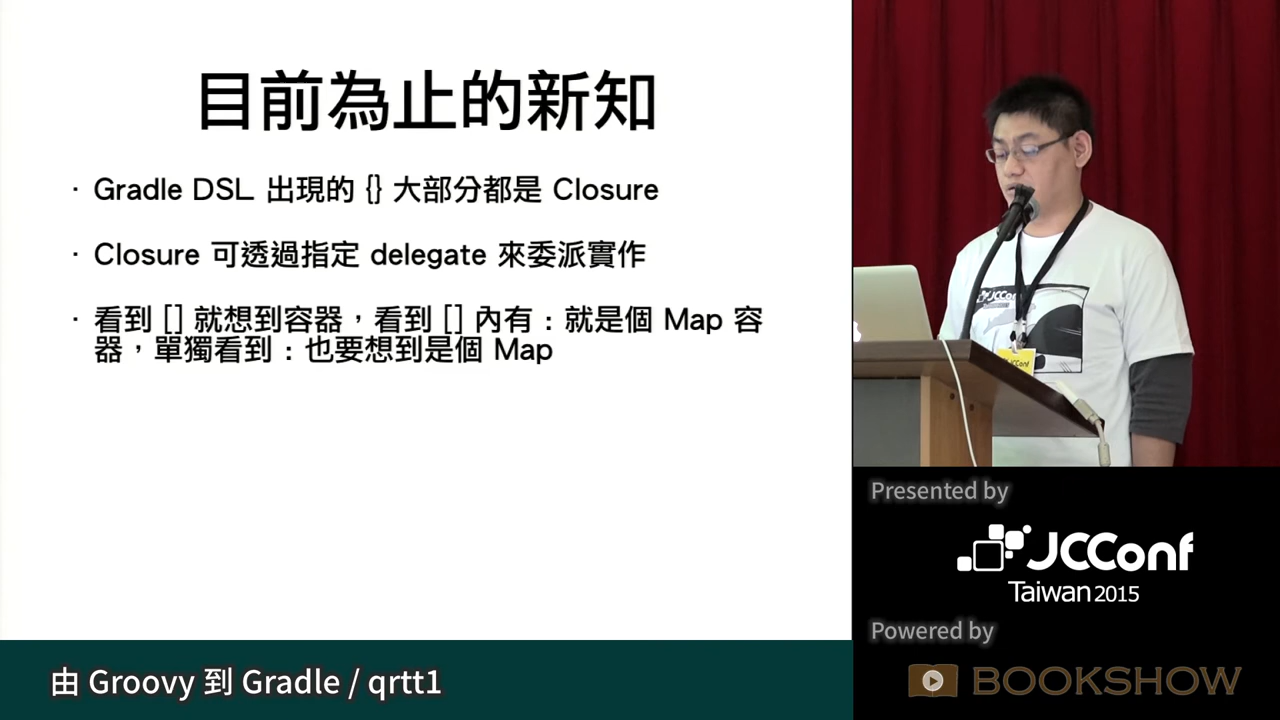 目前為止的新知
· Gradle DSL 出現的 {} 大部分都是 Closure
· Closure 可透過指定 delegate 來委派實作
· 看到 [] 就想到容器，看到 [] 內有：就是個 Map 容
器，單獨看到：也要想到是個 Map
JCConf
Presented by
JCConf
Taiwan 2015
Powered by
BOOKSHOW
由 Groovy 到 Gradle / qrtt1